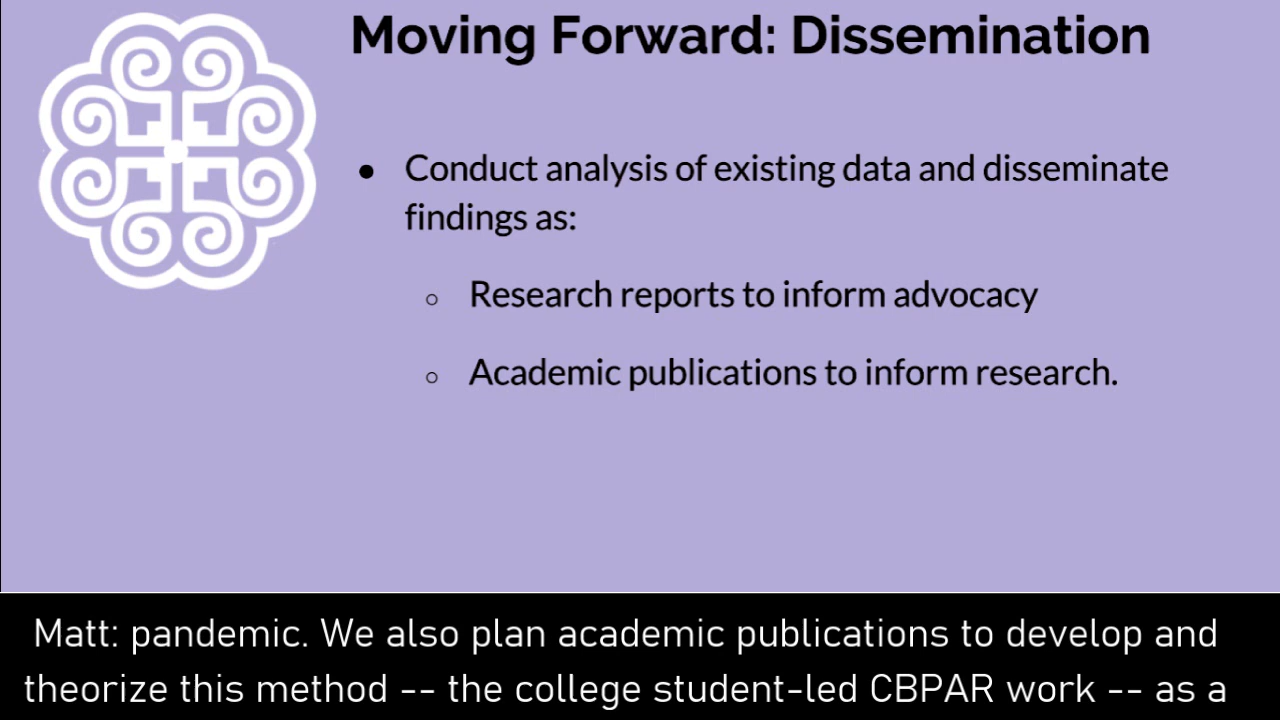 Moving Forward: Dissemination
● Conduct analysis of existing data and disseminate
findings as:
○ Research reports to inform advocacy
○ Academic publications to inform research.
Matt: pandemic. We also plan academic publications to develop and
theorize this method -- the college student-led CBPAR work -- as a